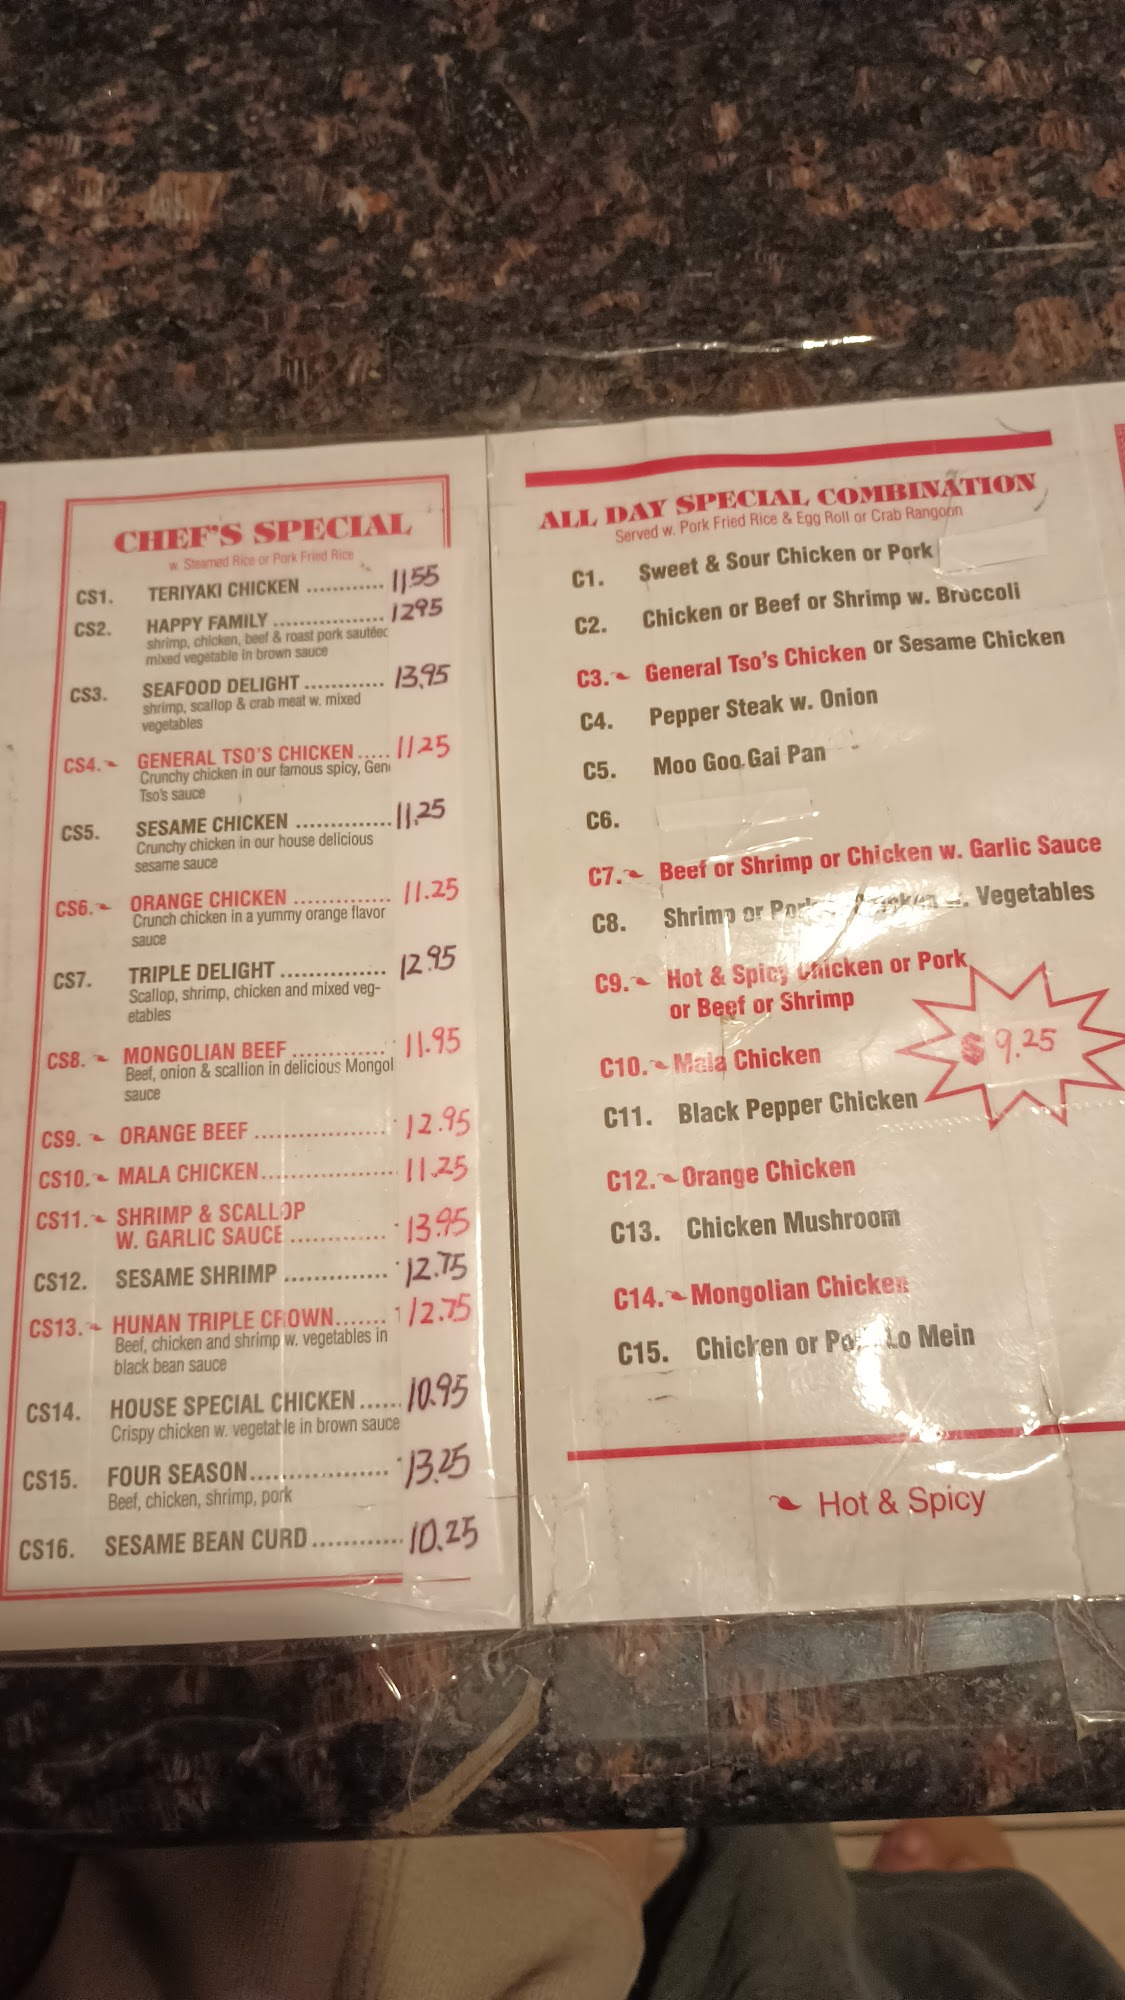 CHEF'S SPECIAL
w. Steamed Rice or Pork Fried Rice
CS1. TERIYAKI CHICKEN ............ 11.55
CS2. HAPPY FAMILY ................. 1295
shrimp, chicken, beef & roast pork sautéed
mixed vegetable in brown sauce
CS3. SEAFOOD DELIGHT ............ 13.95
shrimp, scallop & crab meat w. mixed
vegetables
CS4. GENERAL TSO'S CHICKEN ..... 11.25
Crunchy chicken in our famous spicy, Gen
Tso's sauce
CS5. SESAME CHICKEN .............. 11.25
Crunchy chicken in our house delicious
sesame sauce
CS6. ORANGE CHICKEN .............. 11.25
Crunch chicken in a yummy orange flavor
sauce
CS7. TRIPLE DELIGHT ................ 12.95
Scallop, shrimp, chicken and mixed veg-
etables
CS8. MONGOLIAN BEEF .............. 11.95
Beef, onion & scallion in delicious Mongol
sauce
CS9. ORANGE BEEF .................... 12.95
CS10. MALA CHICKEN.................... 11.25
CS11. SHRIMP & SCALLOP
W. GARLIC SAUCE .............. 13.95
CS12. SESAME SHRIMP ............... 12.75
CS13. HUNAN TRIPLE CROWN....... 12.75
Beef, chicken and shrimp w. vegetables in
black bean sauce
CS14. HOUSE SPECIAL CHICKEN ...... 10.95
Crispy chicken w. vegetable in brown sauce
CS15. FOUR SEASON.................... 13.25
Beef, chicken, shrimp, pork
CS16. SESAME BEAN CURD ............ 10.25
ALL DAY SPECIAL COMBINATION
Served w. Pork Fried Rice & Egg Roll or Crab Rangoon
C1. Sweet & Sour Chicken or Pork
C2. Chicken or Beef or Shrimp w. Broccoli
C3. General Tso's Chicken or Sesame Chicken
C4. Pepper Steak w. Onion
C5. Moo Goo Gai Pan
C6.
C7. Beef or Shrimp or Chicken w. Garlic Sauce
C8. Shrimp or Pork or Chicken w. Vegetables
C9. Hot & Spicy Chicken or Pork
or Beef or Shrimp
$ 9.25
C10. Mala Chicken
C11. Black Pepper Chicken
C12. Orange Chicken
C13. Chicken Mushroom
C14. Mongolian Chicken
C15. Chicken or Pork Lo Mein
Hot & Spicy